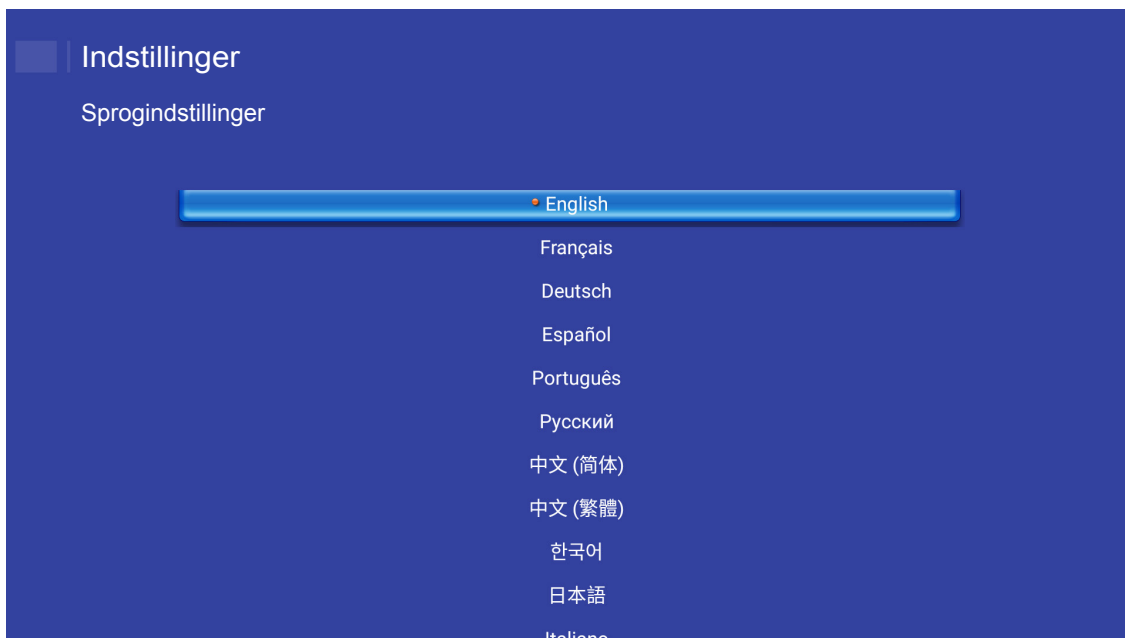 Indstillinger
Sprogindstillinger
English
Français
Deutsch
Español
Português
Русский
中文 (简体)
中文 (繁體)
한국어
日本語